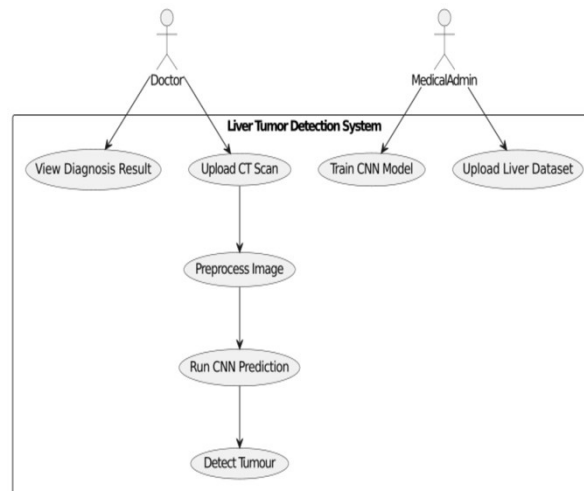 Doctor
MedicalAdmin
Liver Tumor Detection System
View Diagnosis Result
Upload CT Scan
Train CNN Model
Upload Liver Dataset
Preprocess Image
Run CNN Prediction
Detect Tumour